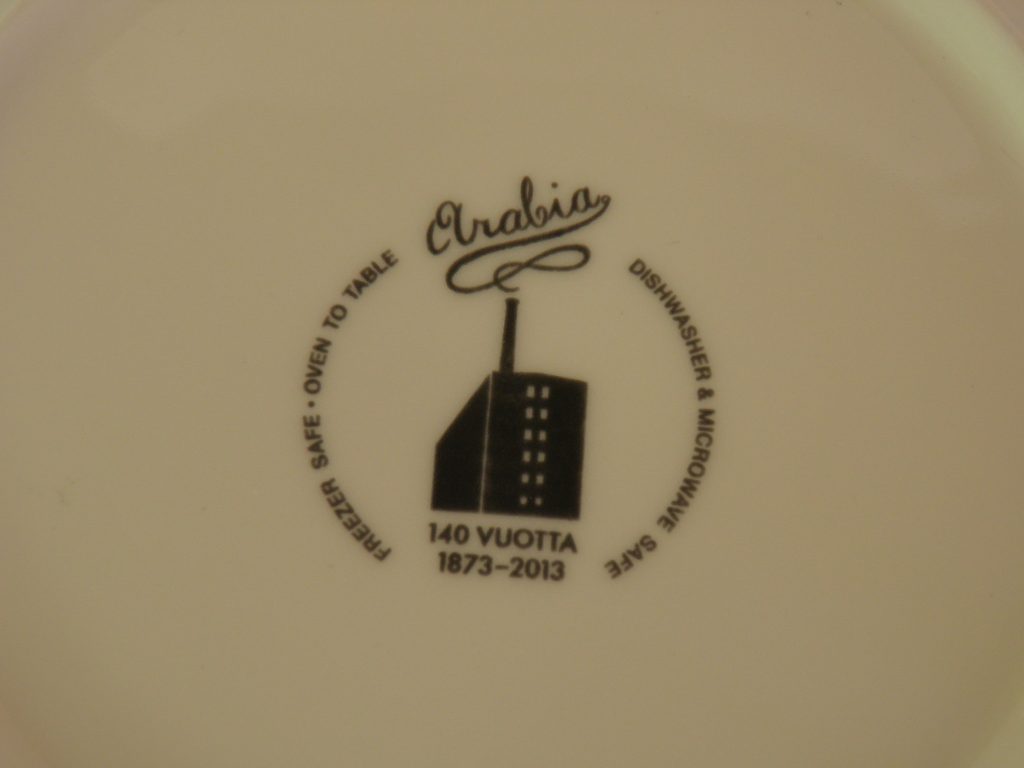 Arabia
FREEZER SAFE • OVEN TO TABLE
DISHWASHER & MICROWAVE SAFE
140 VUOTTA
1873-2013